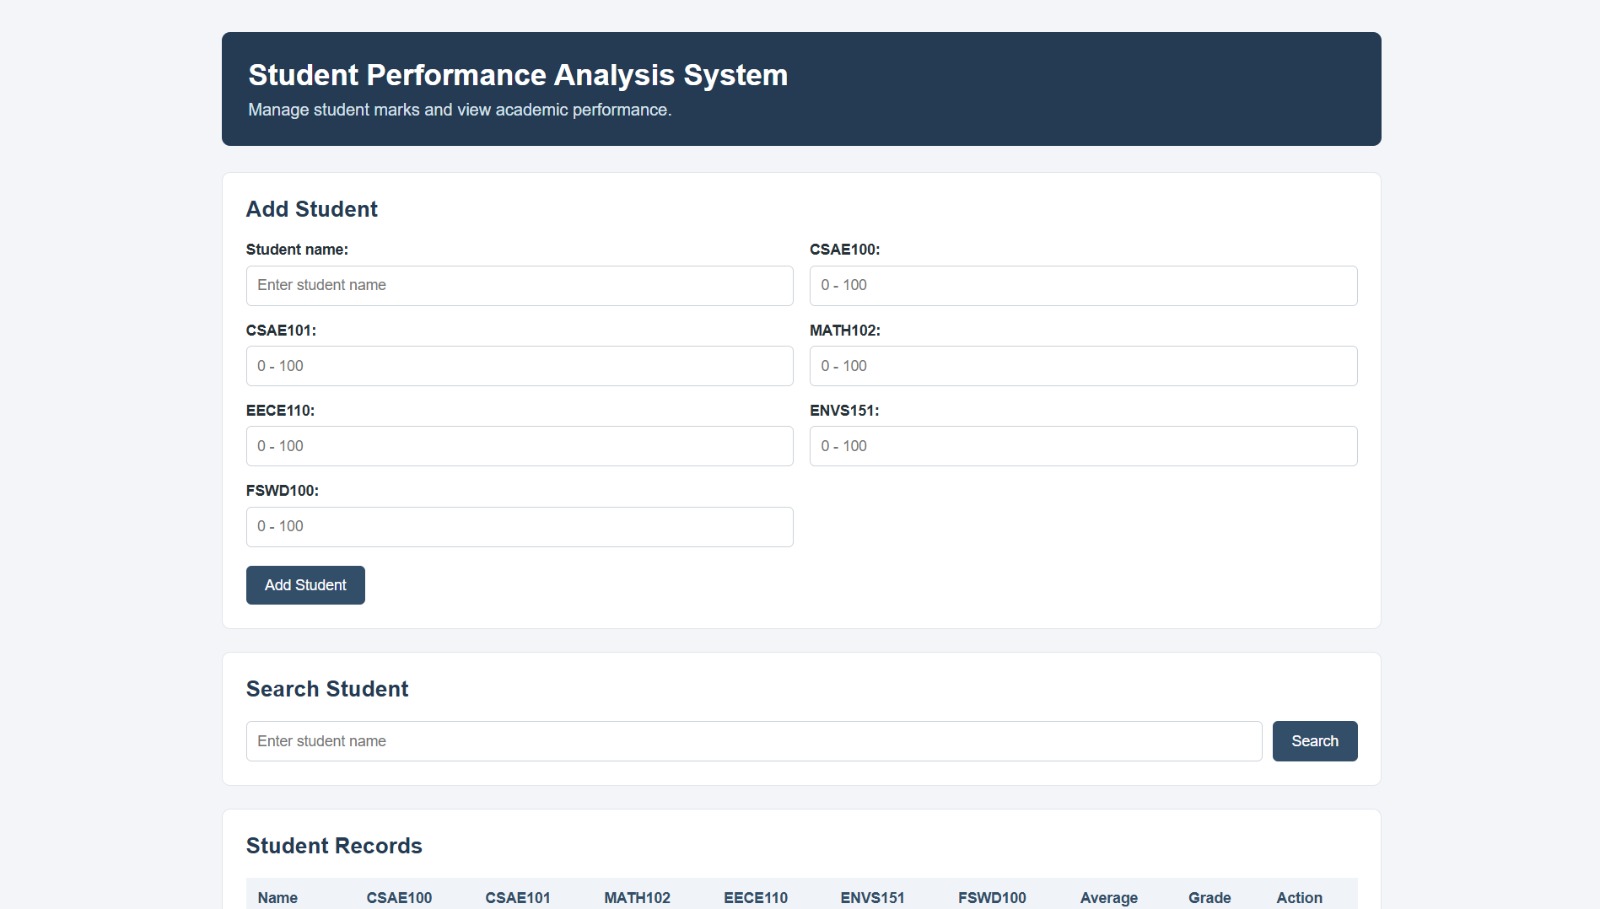 Student Performance Analysis System
Manage student marks and view academic performance.
Add Student
Student name: CSAE100:
Enter student name 0 - 100
CSAE101: MATH102:
0 - 100 0 - 100
EECE110: ENVS151:
0 - 100 0 - 100
FSWD100:
0 - 100
Add Student
Search Student
Enter student name Search
Student Records
Name CSAE100 CSAE101 MATH102 EECE110 ENVS151 FSWD100 Average Grade Action